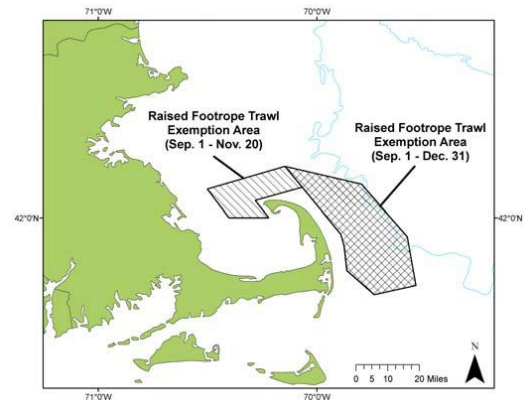 71°0'W
70°0'W
Raised Footrope Trawl
Exemption Area
(Sep. 1 - Nov. 20)
Raised Footrope Trawl
Exemption Area
(Sep. 1 - Dec. 31)
42°0'N
42°0'N
N
0 5 10 20 Miles
71°0'W
70°0'W